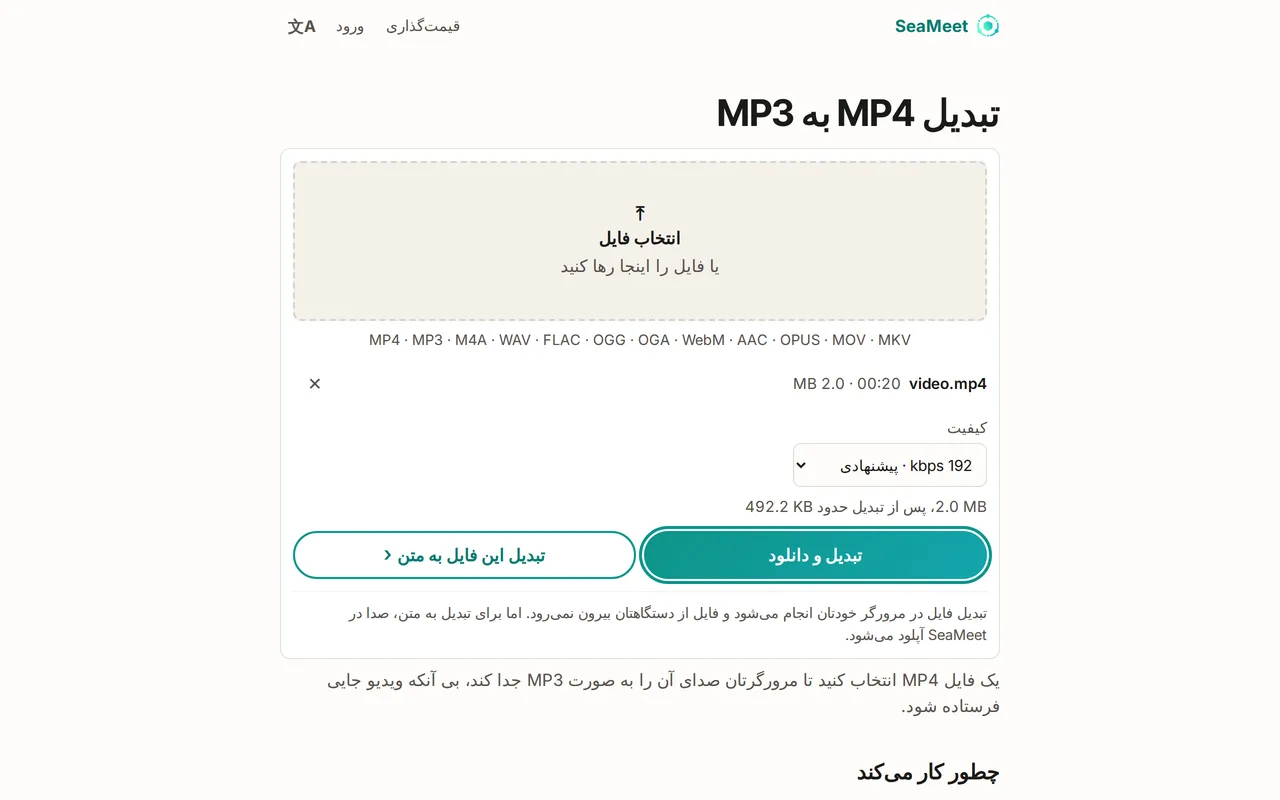 SeaMeet
قیمت‌گذاری
ورود
文A
تبدیل MP4 به MP3
⤒
انتخاب فایل
یا فایل را اینجا رها کنید
MP4 · MP3 · M4A · WAV · FLAC · OGG · OGA · WebM · AAC · OPUS · MOV · MKV
video.mp4 MB 2.0 · 00:20 ✕
کیفیت
kbps 192 · پیشنهادی
2.0 MB، پس از تبدیل حدود 492.2 KB
تبدیل و دانلود
تبدیل این فایل به متن ‹
تبدیل فایل در مرورگر خودتان انجام می‌شود و فایل از دستگاهتان بیرون نمی‌رود. اما برای تبدیل به متن، صدا در
SeaMeet آپلود می‌شود.
یک فایل MP4 انتخاب کنید تا مرورگرتان صدای آن را به صورت MP3 جدا کند، بی آنکه ویدیو جایی
فرستاده شود.
چطور کار می‌کند